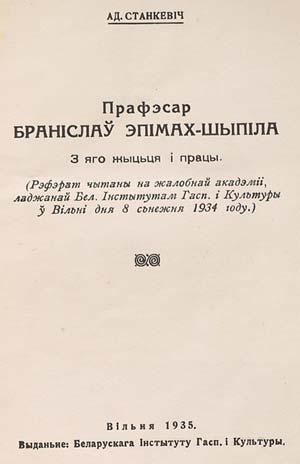 АД. СТАНКЕВІЧ
Прафэсар
БРАНІСЛАЎ ЭПІМАХ-ШЫПІЛА
З яго жыцьця і працы.
(Рэфэрат чытаны на жалобнай акадэміі,
ладжанай Бел. Інстытутам Гасп. і Культуры
ў Вільні дня 8 сьнежня 1934 году.)
Вільня 1935.
Выданьне: Беларускага Інстытуту Гасп. і Культуры.